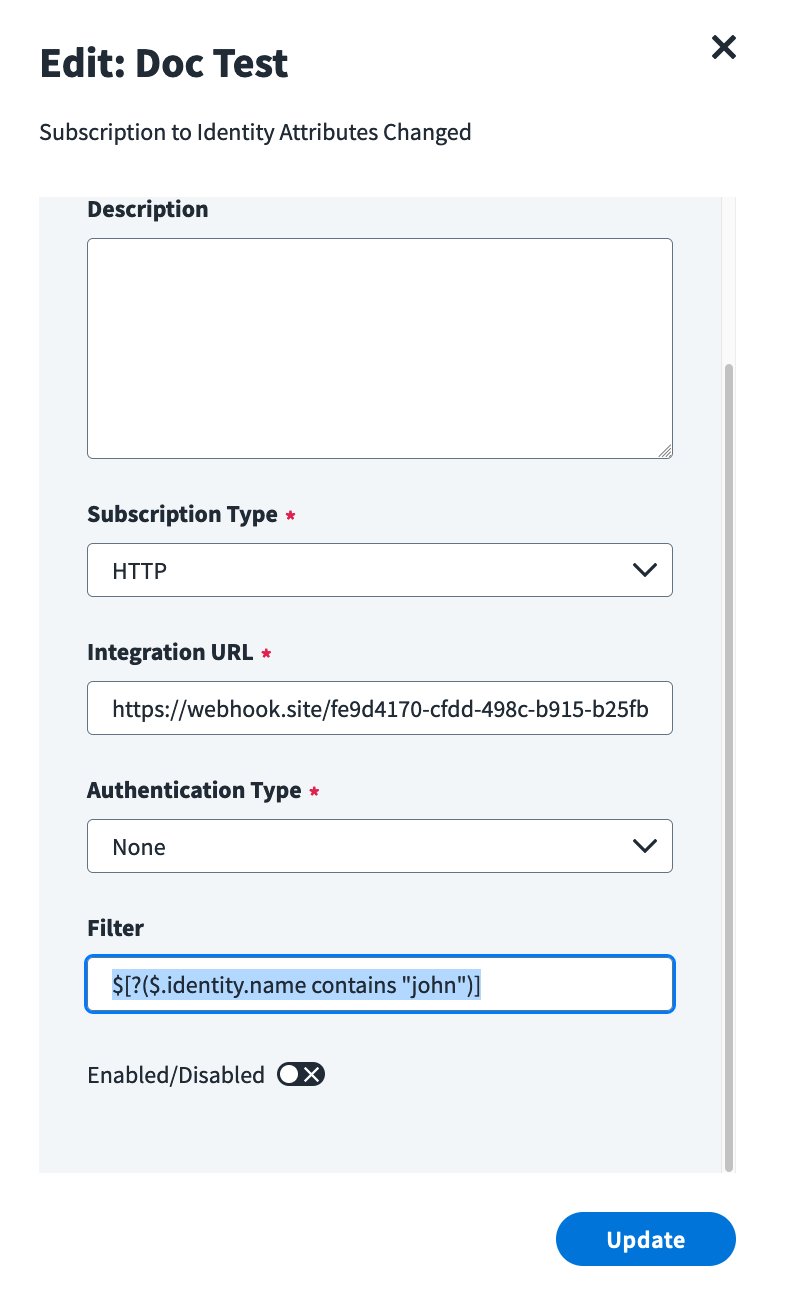 Edit: Doc Test
Subscription to Identity Attributes Changed
Description
Subscription Type *
HTTP
Integration URL *
https://webhook.site/fe9d4170-cfdd-498c-b915-b25fb
Authentication Type *
None
Filter
$[?($.identity.name contains "john")]
Enabled/Disabled
Update